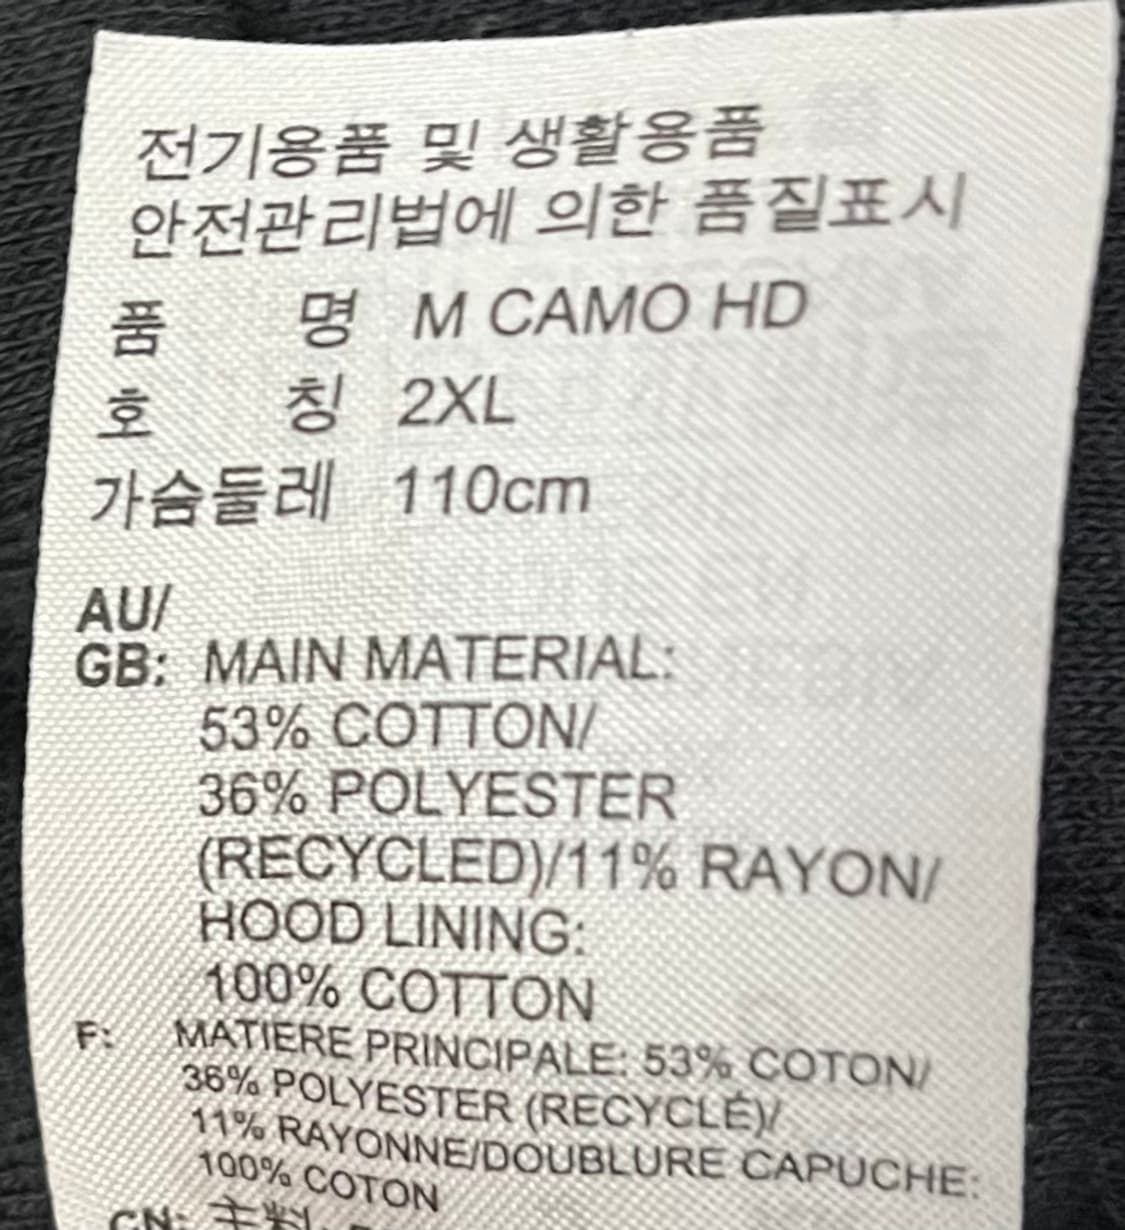 전기용품 및 생활용품
안전관리법에 의한 품질표시
품 명 M CAMO HD
호 칭 2XL
가슴둘레 110cm
AU/
GB: MAIN MATERIAL:
53% COTTON/
36% POLYESTER
(RECYCLED)/11% RAYON/
HOOD LINING:
100% COTTON
F: MATIERE PRINCIPALE: 53% COTON/
36% POLYESTER (RECYCLÉ)/
11% RAYONNE/DOUBLURE CAPUCHE:
100% COTON
CN: 主料: